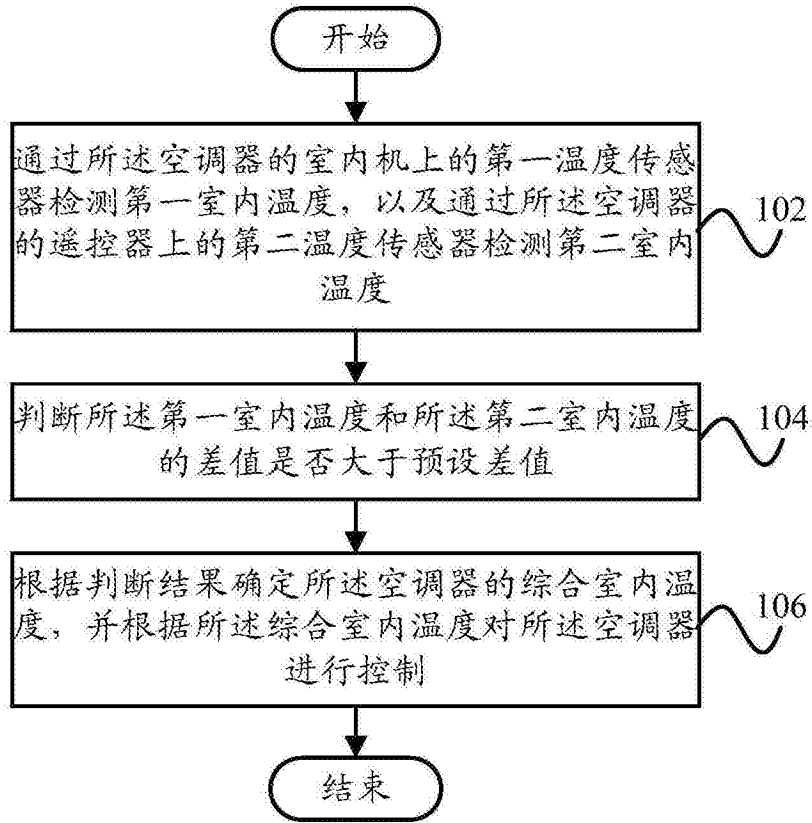 开始
通过所述空调器的室内机上的第一温度传感
器检测第一室内温度，以及通过所述空调器
的遥控器上的第二温度传感器检测第二室内
温度
102
判断所述第一室内温度和所述第二室内温度
的差值是否大于预设差值
104
根据判断结果确定所述空调器的综合室内温
度，并根据所述综合室内温度对所述空调器
进行控制
106
结束